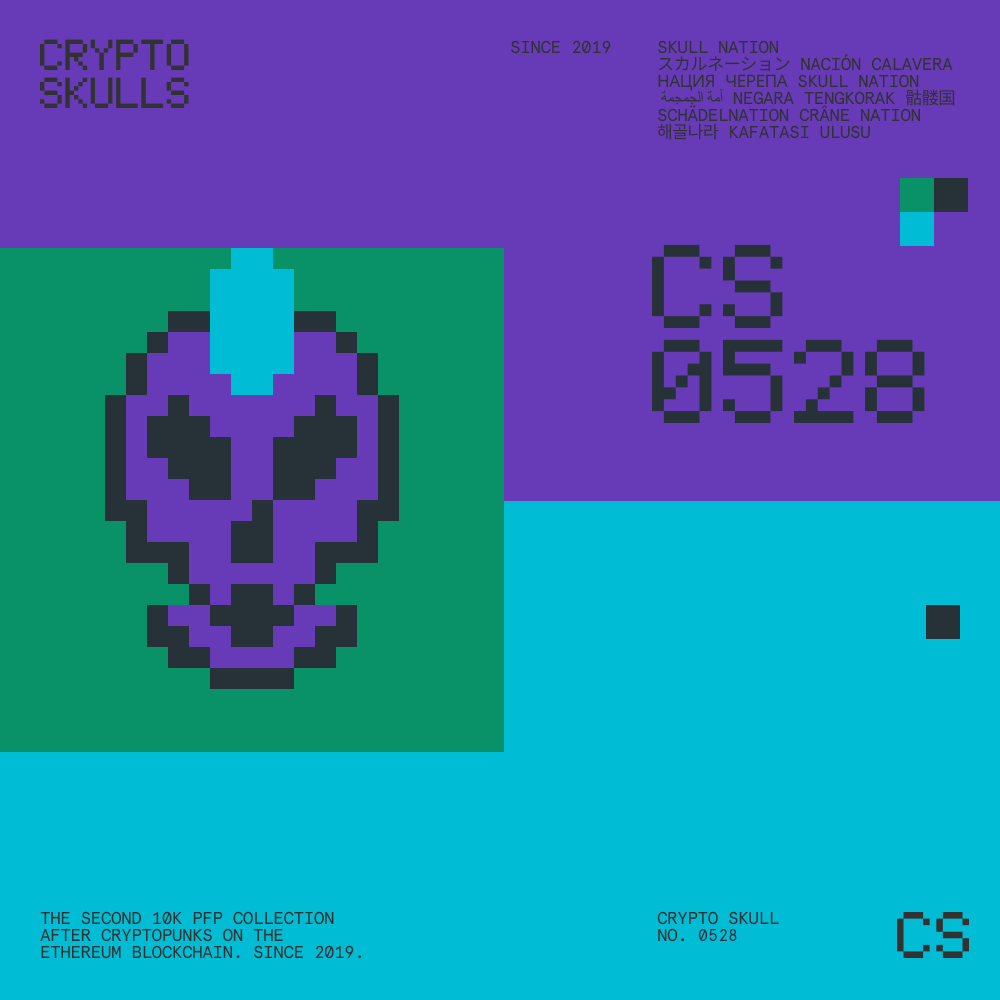 CRYPTO
SKULLS
SINCE 2019
SKULL NATION
スカルネーション NACIÓN CALAVERA
НАЦИЯ ЧЕРЕПА SKULL NATION
أمة الجمجمة NEGARA TENGKORAK 骷髅国
SCHÄDELNATION CRÂNE NATION
해골나라 KAFATASI ULUSU
CS
0528
THE SECOND 10K PFP COLLECTION
AFTER CRYPTOPUNKS ON THE
ETHEREUM BLOCKCHAIN. SINCE 2019.
CRYPTO SKULL
NO. 0528
CS